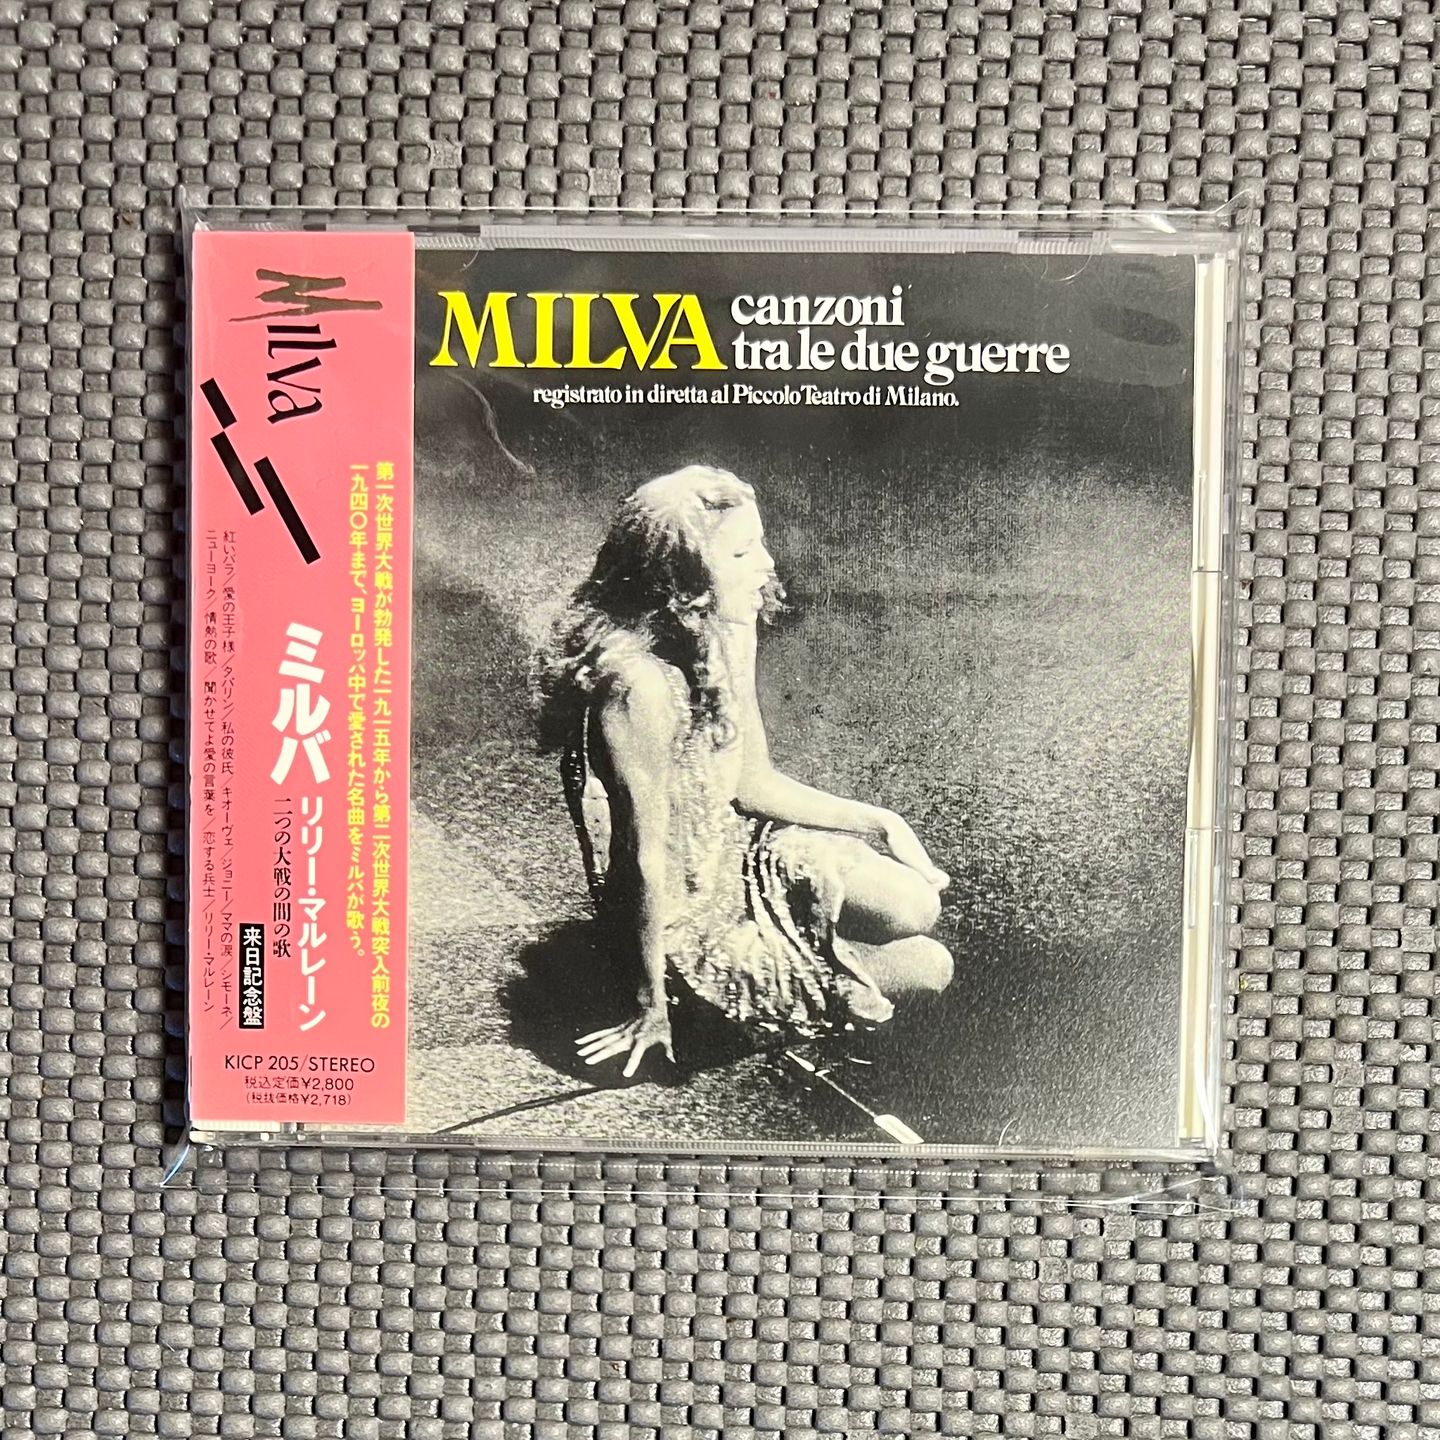 Milva
第一次世界大戦が勃発した一九一五年から第二次世界大戦突入前夜の
一九四〇年まで、ヨーロッパ中で愛された名曲をミルバが歌う。
ミルバ リリー・マルレーン
二つの大戦の間の歌
来日記念盤
紅いバラ/愛の王子様/タバリン/私の彼氏/キオーヴェ/ジョニー/ママの涙/シモーネ/
ニューヨーク/情熱の歌/聞かせてよ愛の言葉を/恋する兵士/リリー・マルレーン
KICP 205/STEREO
税込定価¥2,800
(税抜価格¥2,718)
MILVA canzoni
tra le due guerre
registrato in diretta al Piccolo Teatro di Milano.